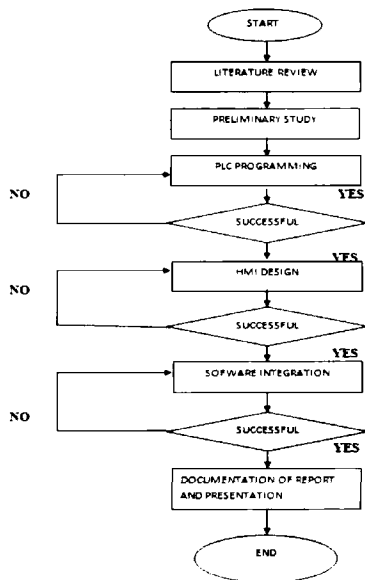 START
LITERATURE REVIEW
PRELIMINARY STUDY
PLC PROGRAMMING
NO
YES
SUCCESSFUL
YES
HMI DESIGN
NO
SUCCESSFUL
YES
SOFWARE INTEGRATION
NO
SUCCESSFUL
YES
DOCUMENTATION OF REPORT
AND PRESENTATION
END